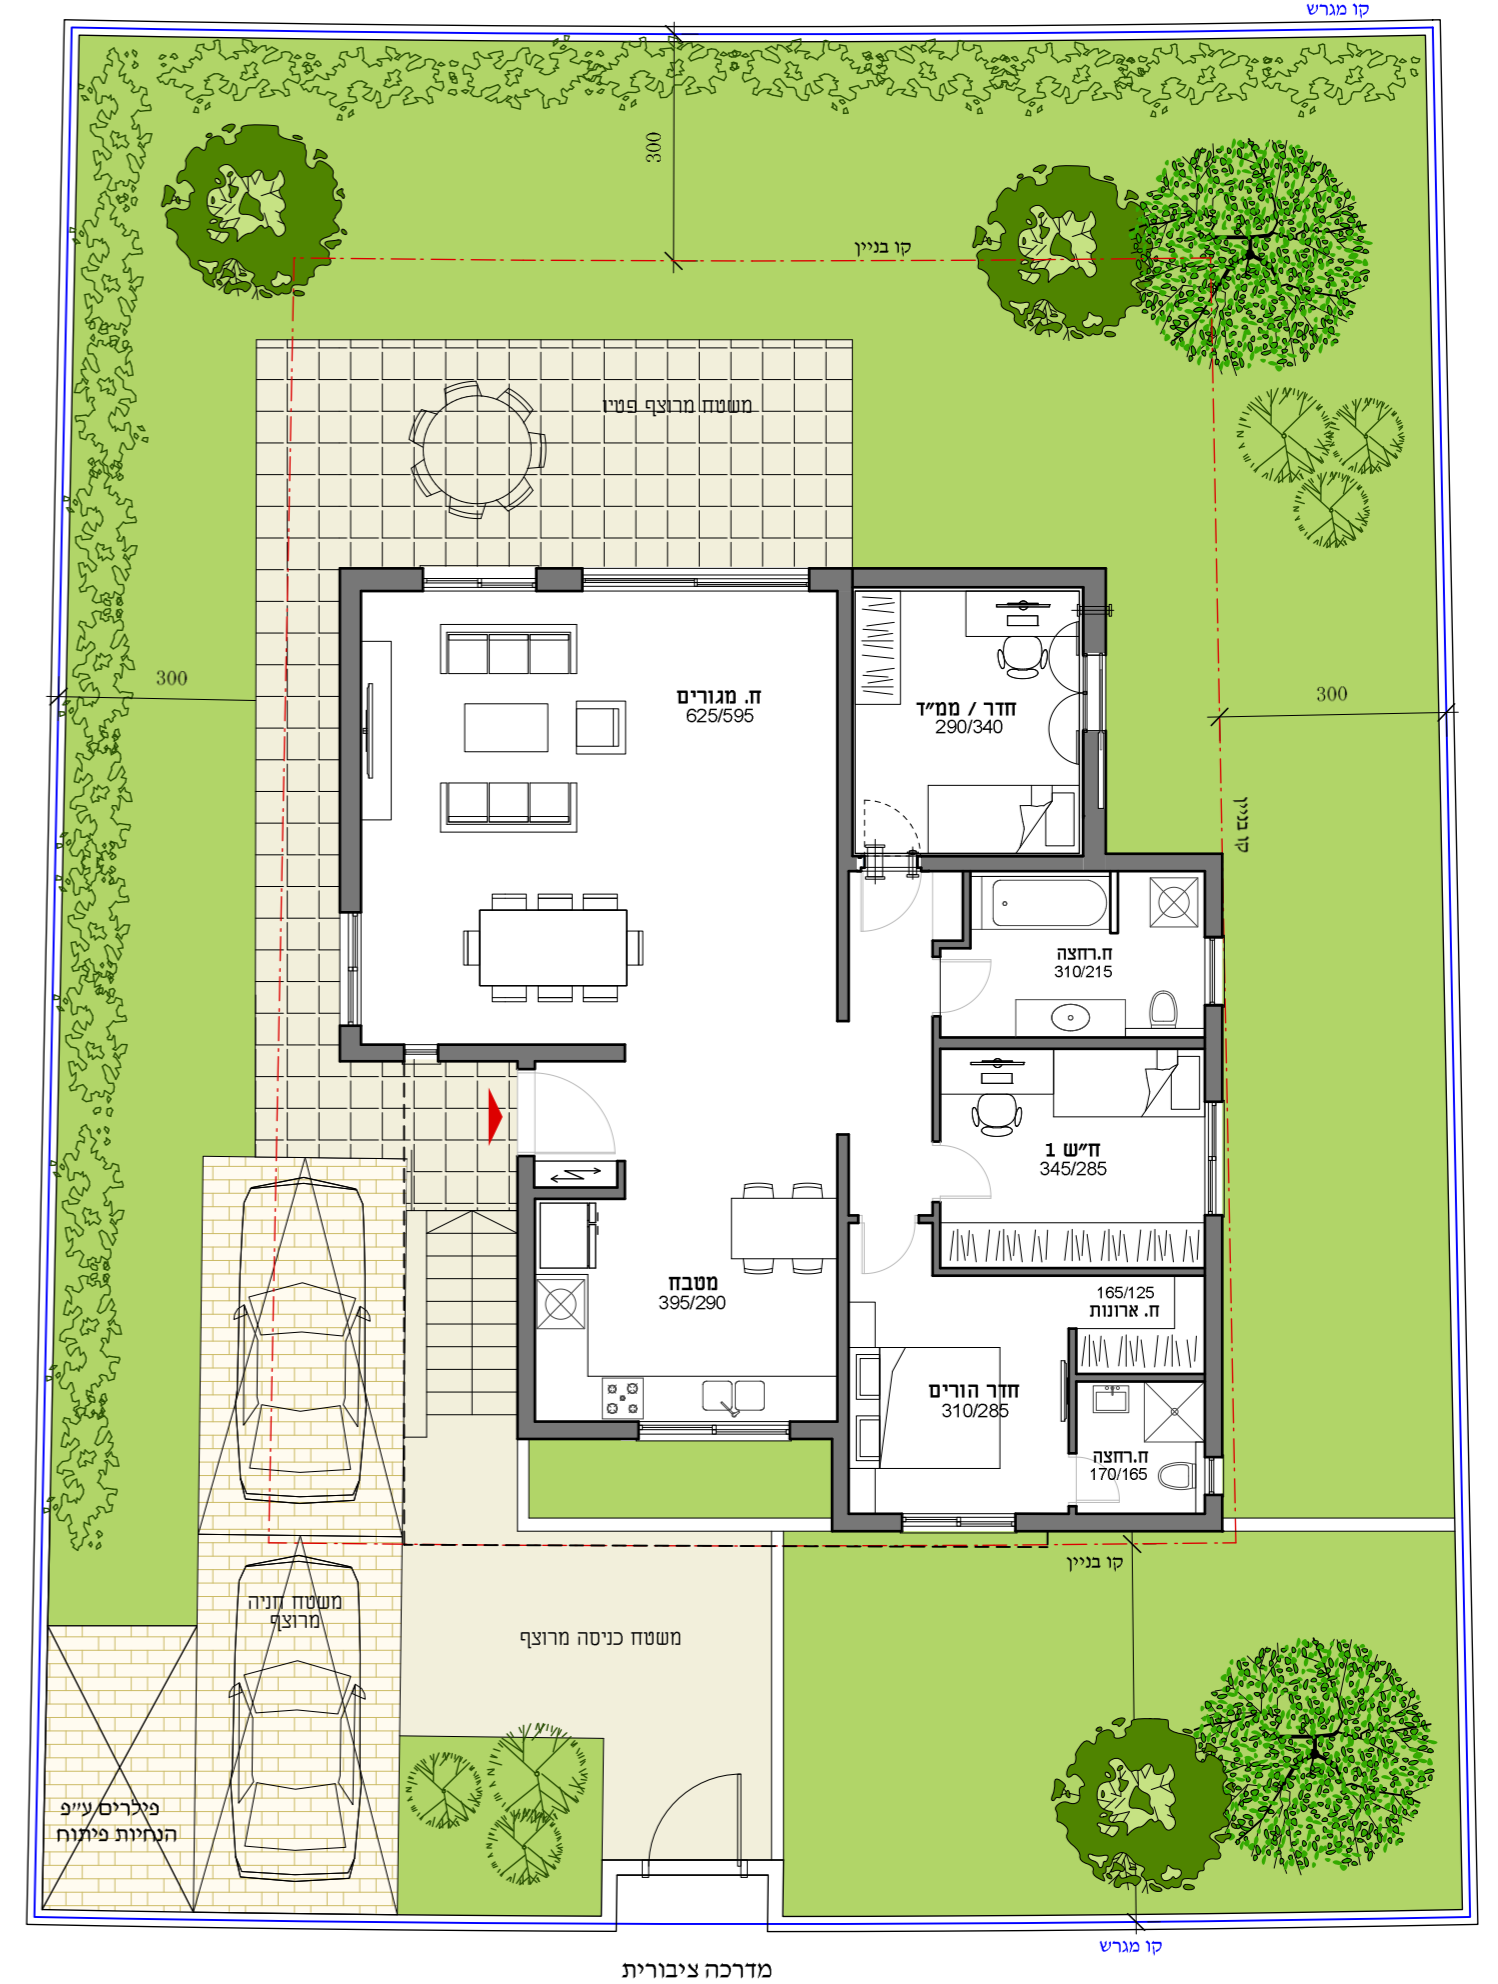 קו מגרש
300
קו בניין
משטח מרוצף פטיו
300
ח. מגורים
625/595
חדר / ממ״ד
290/340
300
קו בניין
ח.רחצה
310/215
ח״ש 1
345/285
מטבח
395/290
165/125
ח. ארונות
חדר הורים
310/285
ח.רחצה
170/165
קו בניין
משטח חניה
מרוצף
משטח כניסה מרוצף
פילרים ע״פ
הנחיות פיתוח
קו מגרש
מדרכה ציבורית